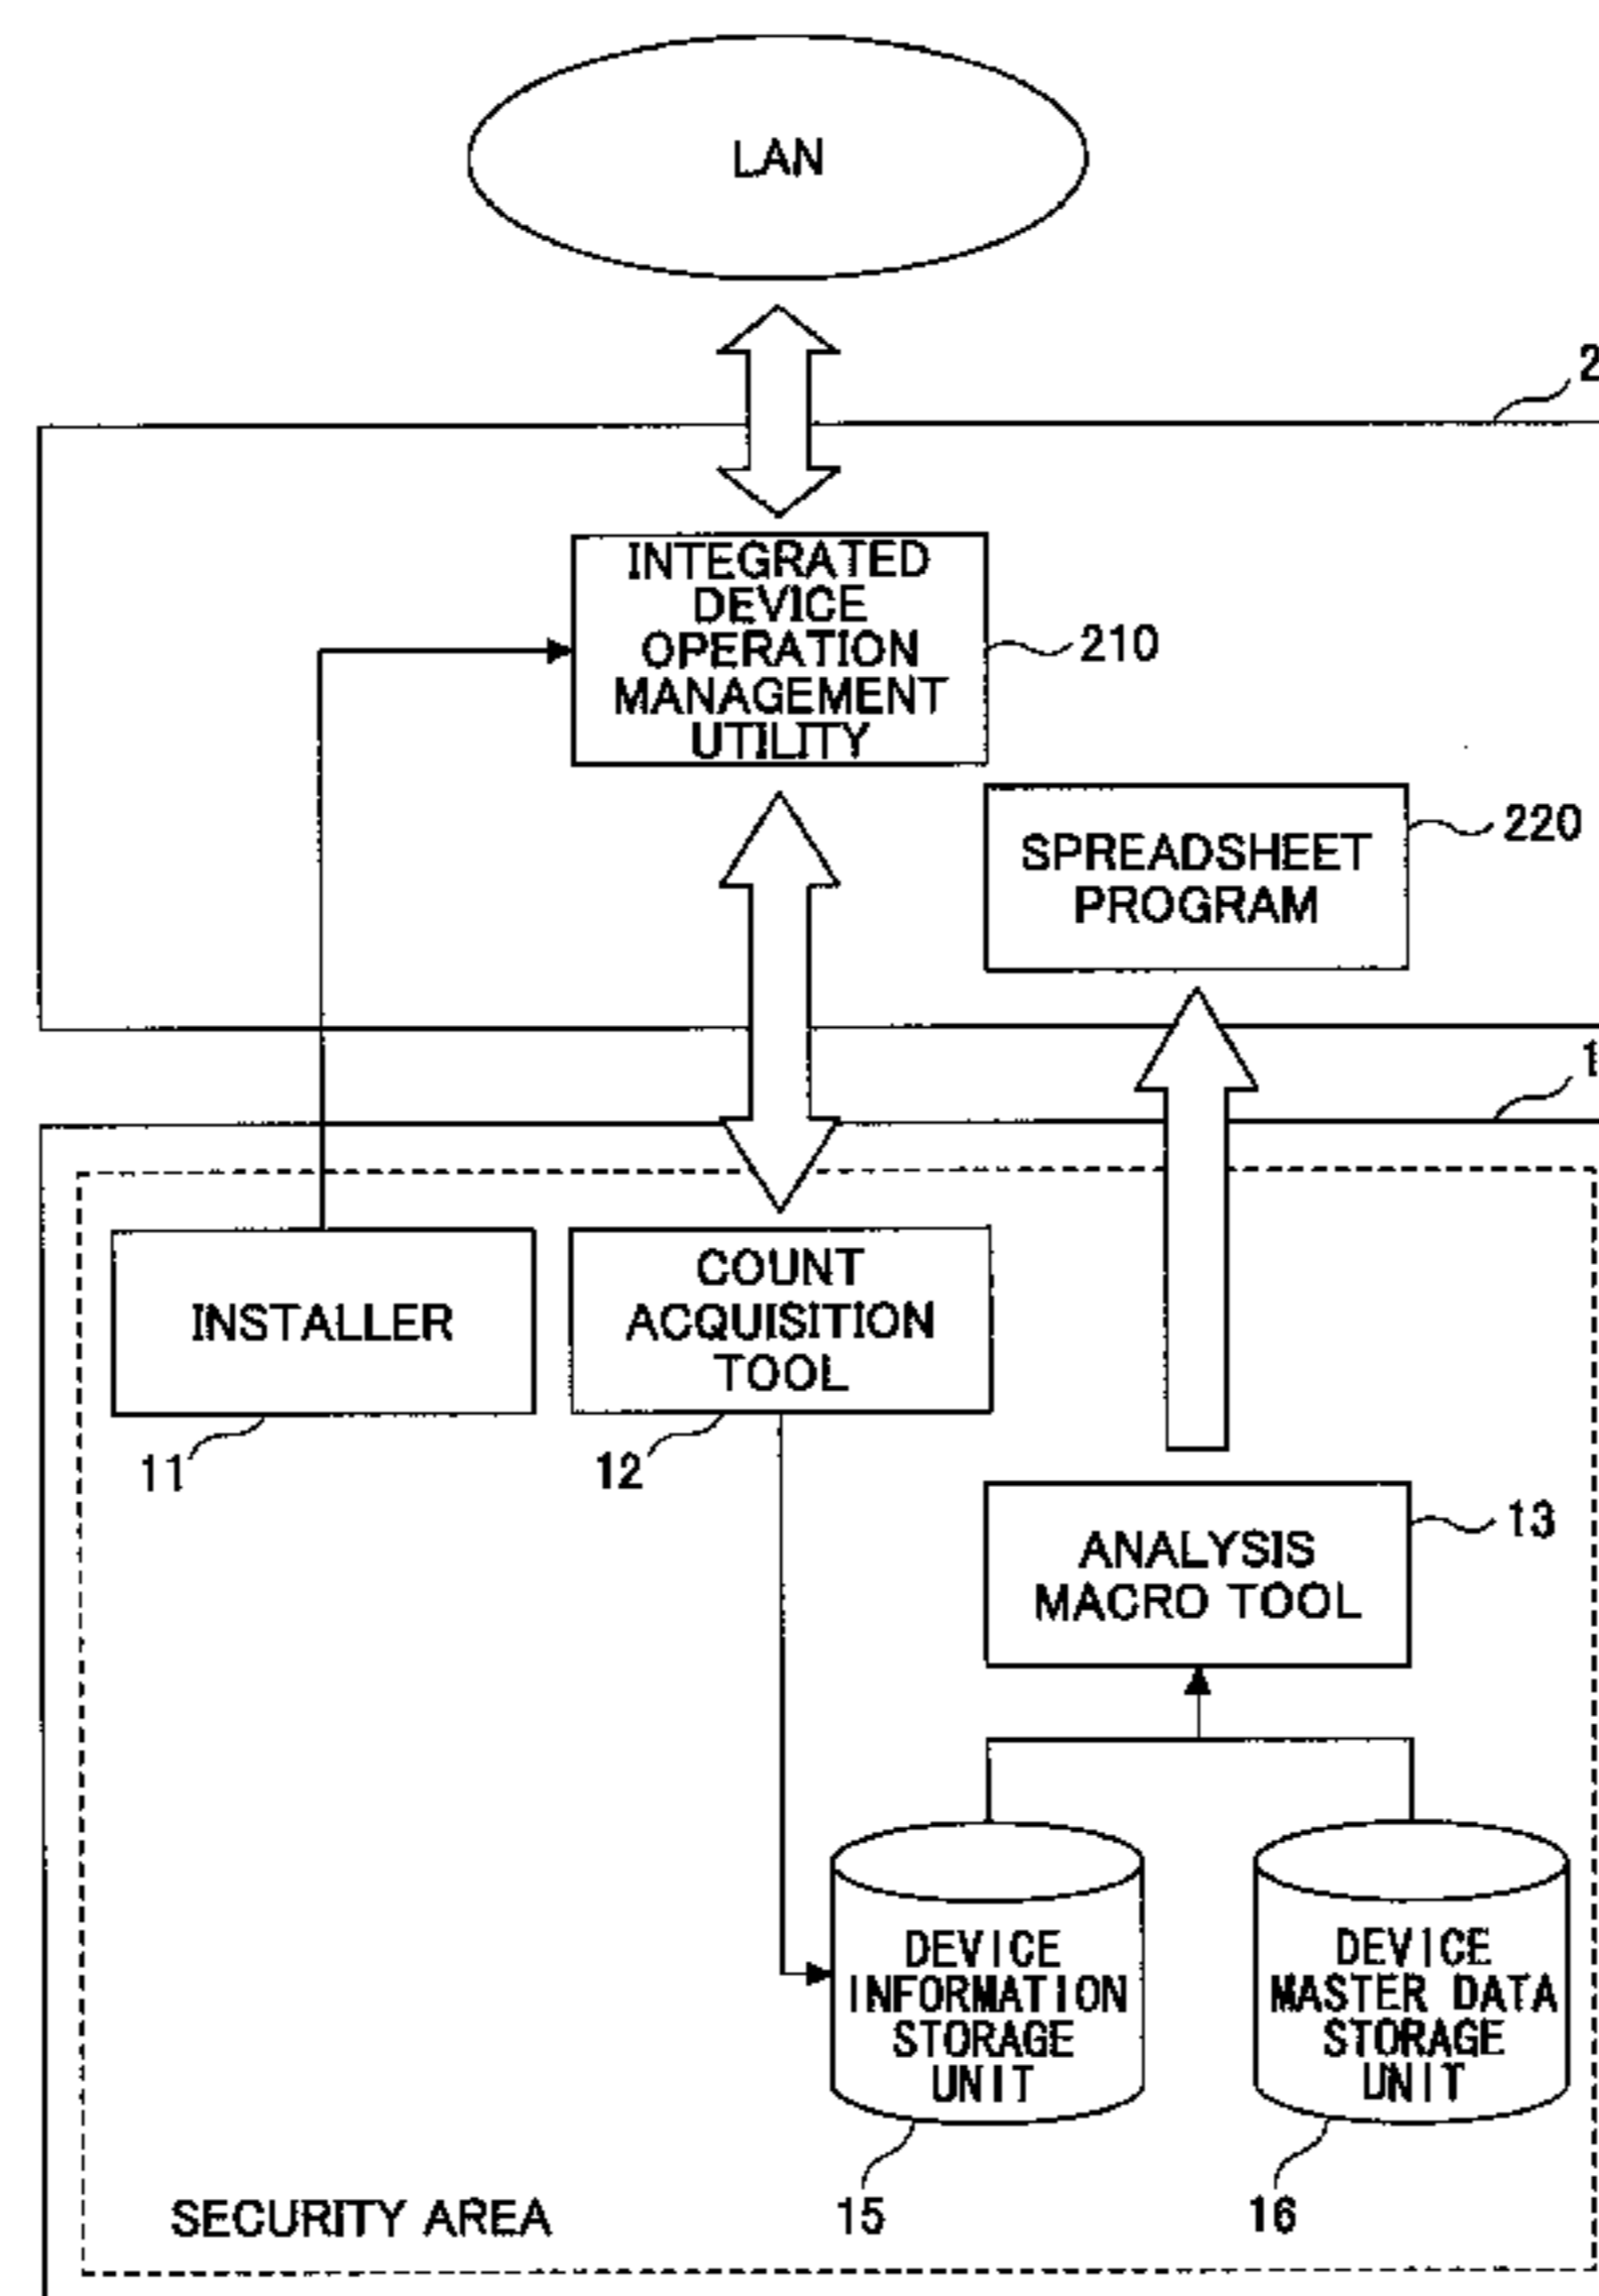 LAN
2
INTEGRATED
DEVICE
OPERATION
MANAGEMENT
UTILITY
210
SPREADSHEET
PROGRAM
220
1
INSTALLER
11
COUNT
ACQUISITION
TOOL
12
ANALYSIS
MACRO TOOL
13
DEVICE
INFORMATION
STORAGE
UNIT
15
DEVICE
MASTER DATA
STORAGE
UNIT
16
SECURITY AREA